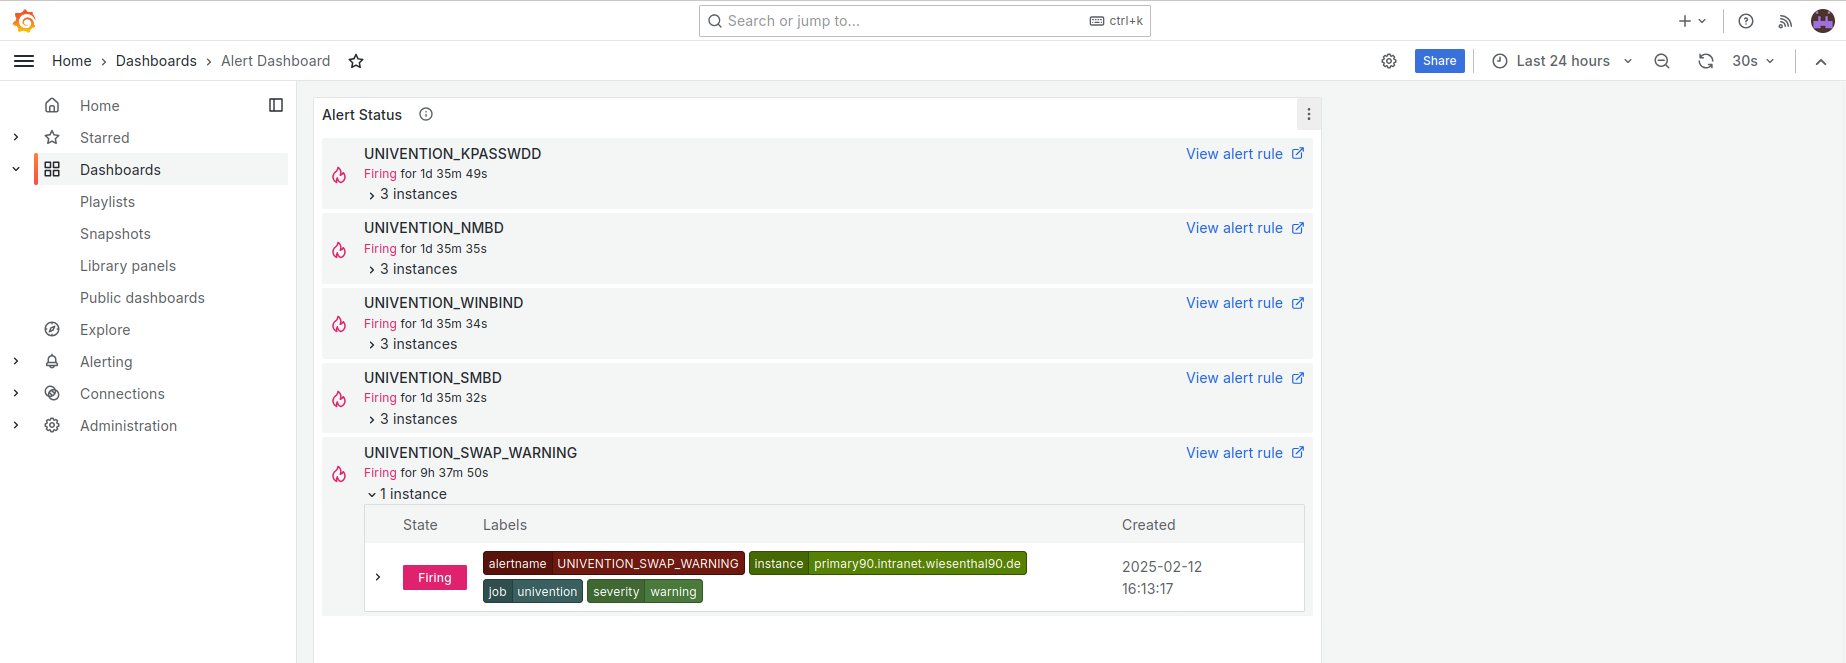 Search or jump to...
ctrl+k
Home
Dashboards
Alert Dashboard
Share
Last 24 hours
30s
Home
Starred
Dashboards
Playlists
Snapshots
Library panels
Public dashboards
Explore
Alerting
Connections
Administration
Alert Status
UNIVENTION_KPASSWDD
View alert rule
Firing for 1d 35m 49s
3 instances
UNIVENTION_NMBD
View alert rule
Firing for 1d 35m 35s
3 instances
UNIVENTION_WINBIND
View alert rule
Firing for 1d 35m 34s
3 instances
UNIVENTION_SMBD
View alert rule
Firing for 1d 35m 32s
3 instances
UNIVENTION_SWAP_WARNING
View alert rule
Firing for 9h 37m 50s
1 instance
State Labels Created
Firing
alertname UNIVENTION_SWAP_WARNING instance primary90.intranet.wiesenthal90.de
job univention severity warning
2025-02-12
16:13:17